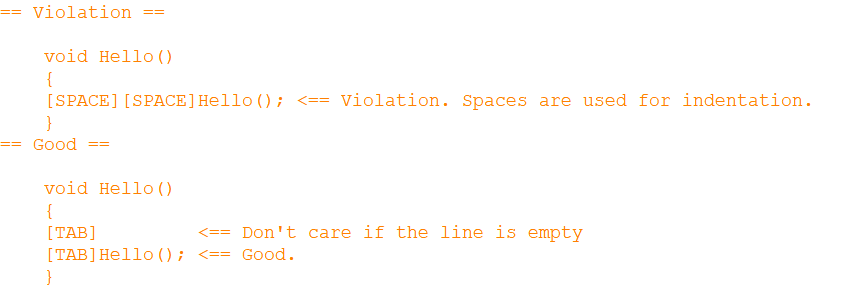 == Violation ==
void Hello()
{
[SPACE][SPACE]Hello(); <== Violation. Spaces are used for indentation.
}
== Good ==
void Hello()
{
[TAB]         <== Don't care if the line is empty
[TAB]Hello(); <== Good.
}